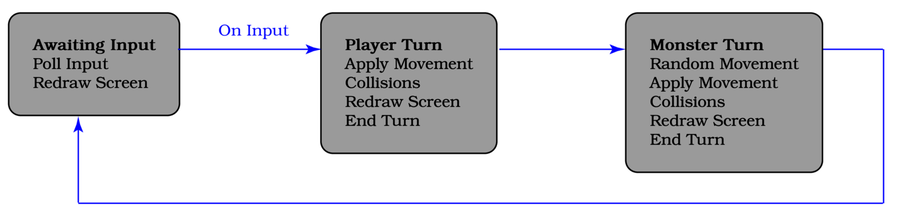 Awaiting Input
Poll Input
Redraw Screen
On Input
Player Turn
Apply Movement
Collisions
Redraw Screen
End Turn
Monster Turn
Random Movement
Apply Movement
Collisions
Redraw Screen
End Turn